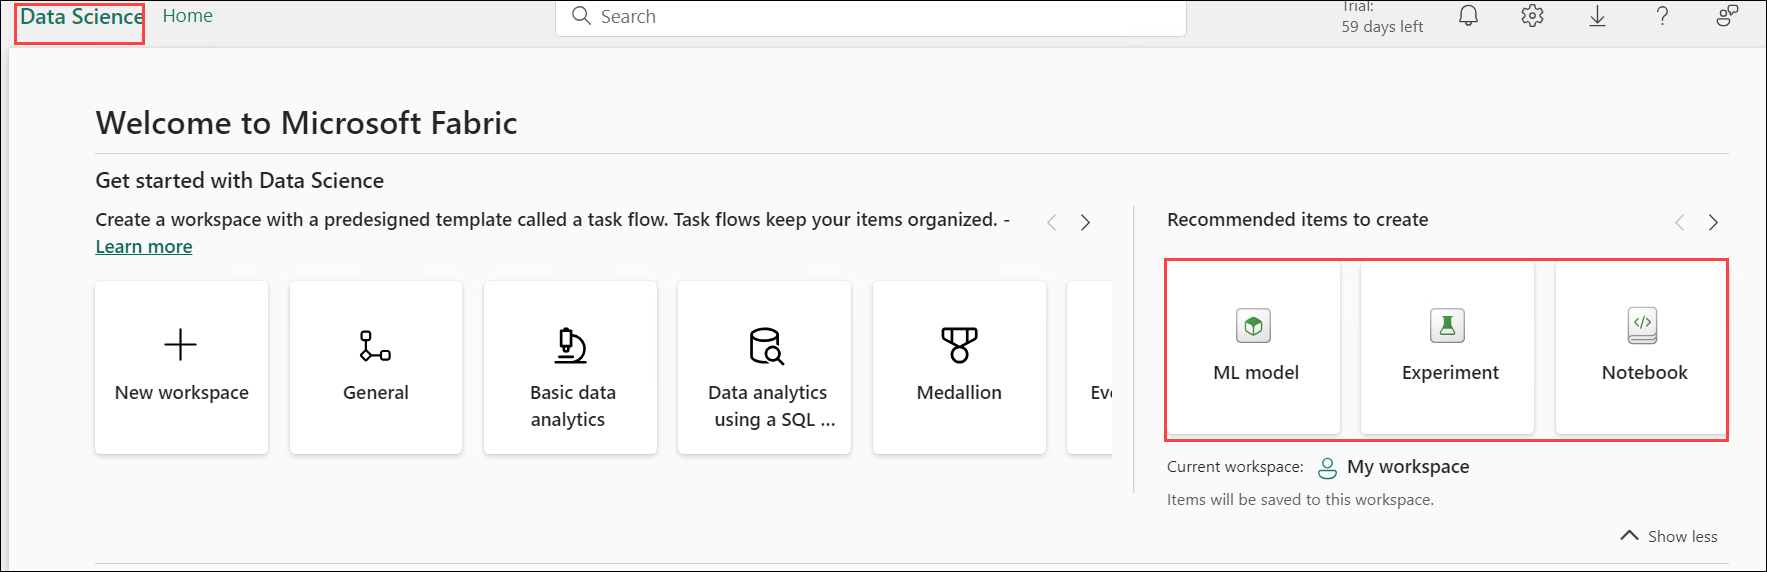 Data Science Home
Search
Trial:
59 days left
Welcome to Microsoft Fabric
Get started with Data Science
Create a workspace with a predesigned template called a task flow. Task flows keep your items organized. -
Learn more
New workspace
General
Basic data
analytics
Data analytics
using a SQL ...
Medallion
Recommended items to create
ML model
Experiment
Notebook
Current workspace: My workspace
Items will be saved to this workspace.
Show less